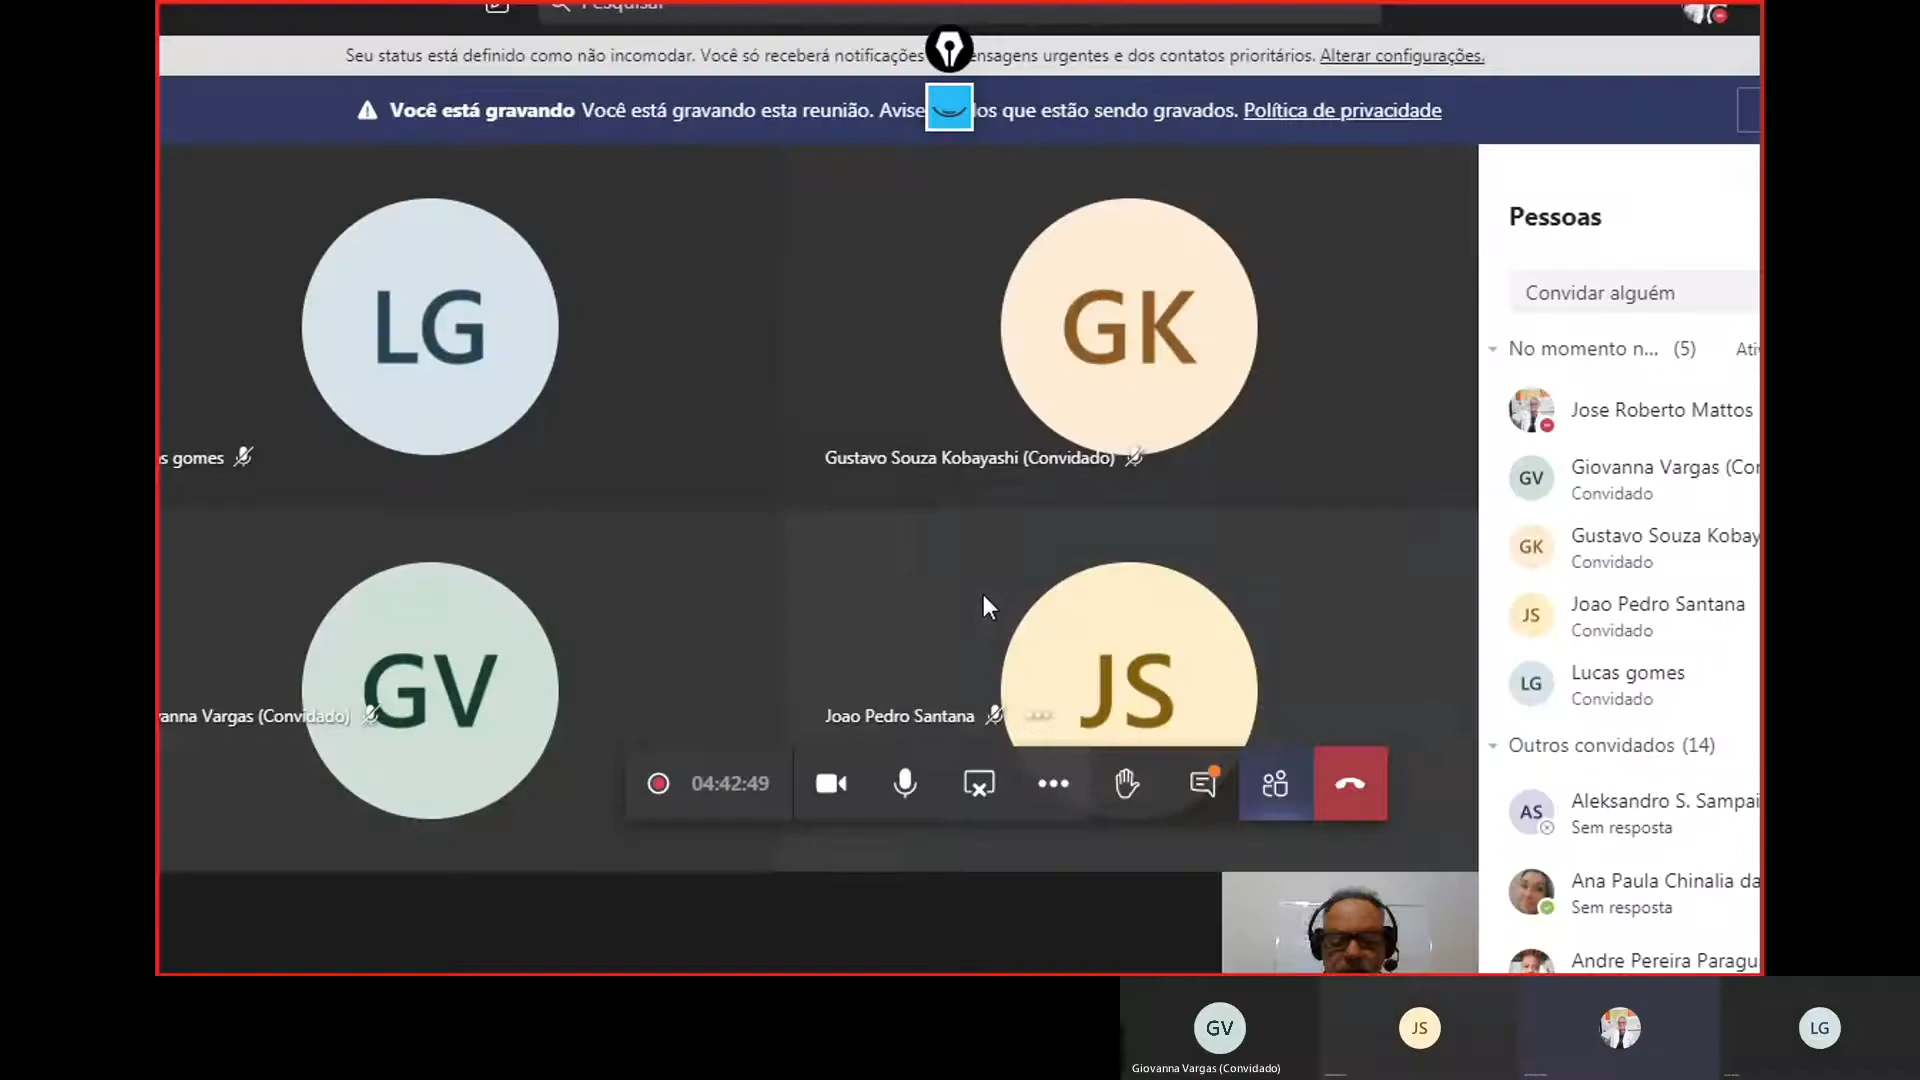 Pesquisar
Seu status está definido como não incomodar. Você só receberá notificações ensagens urgentes e dos contatos prioritários. Alterar configurações.
Você está gravando Você está gravando esta reunião. Avise los que estão sendo gravados. Política de privacidade
LG
GK
s gomes
Gustavo Souza Kobayashi (Convidado)
GV
JS
vanna Vargas (Convidado)
Joao Pedro Santana
04:42:49
Pessoas
Convidar alguém
No momento n... (5) Ati
Jose Roberto Mattos
GV Giovanna Vargas (Cor
Convidado
GK Gustavo Souza Kobay
Convidado
JS Joao Pedro Santana
Convidado
LG Lucas gomes
Convidado
Outros convidados (14)
AS Aleksandro S. Sampai
Sem resposta
Ana Paula Chinalia da
Sem resposta
Andre Pereira Paragu
GV
JS
LG
Giovanna Vargas (Convidado)